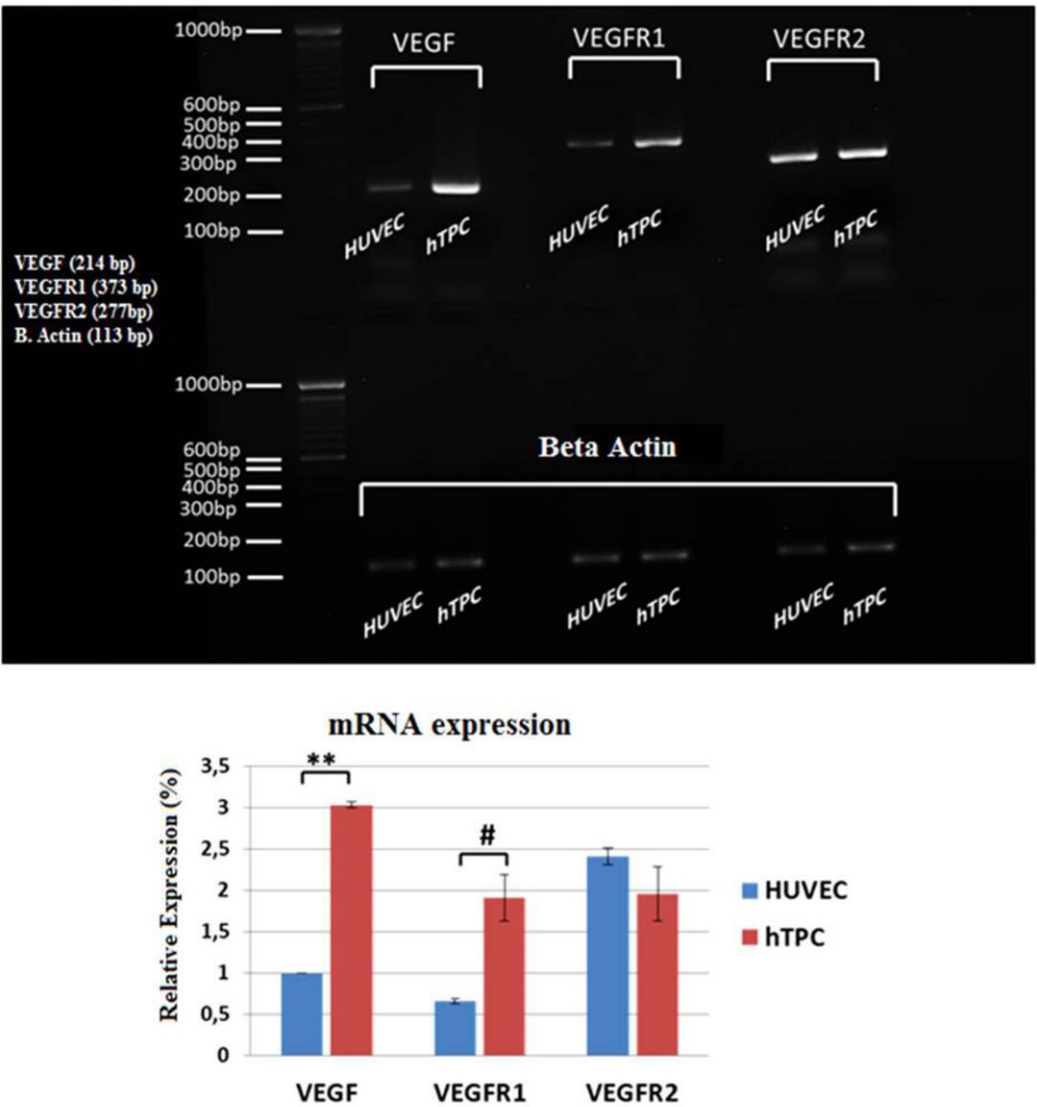 1000bp
VEGF
VEGFR1
VEGFR2
600bp
500bp
400bp
300bp
200bp
100bp
HUVEC
hTPC
HUVEC
hTPC
HUVEC
hTPC
VEGF (214 bp)
VEGFR1 (373 bp)
VEGFR2 (277bp)
B. Actin (113 bp)
1000bp
600bp
500bp
400bp
300bp
200bp
100bp
Beta Actin
HUVEC
hTPC
HUVEC
hTPC
HUVEC
hTPC
mRNA expression
Relative Expression (%)
3,5
3
2,5
2
1,5
1
0,5
0
**
#
HUVEC
hTPC
VEGF
VEGFR1
VEGFR2